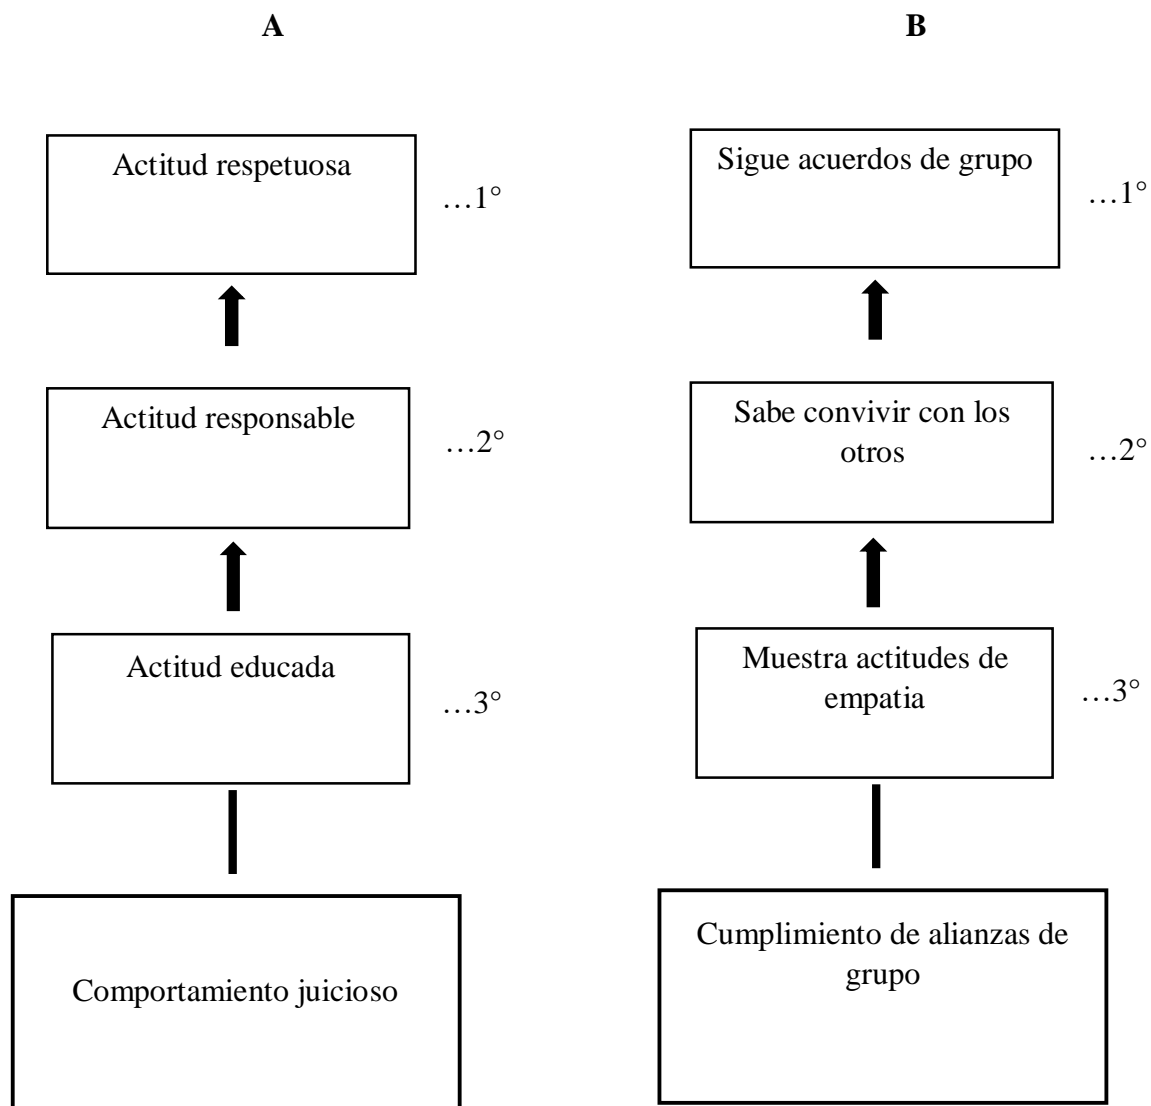 A
B
Actitud respetuosa
…1°
Sigue acuerdos de grupo
…1°
Actitud responsable
…2°
Sabe convivir con los
otros
…2°
Actitud educada
…3°
Muestra actitudes de
empatia
…3°
Comportamiento juicioso
Cumplimiento de alianzas de
grupo